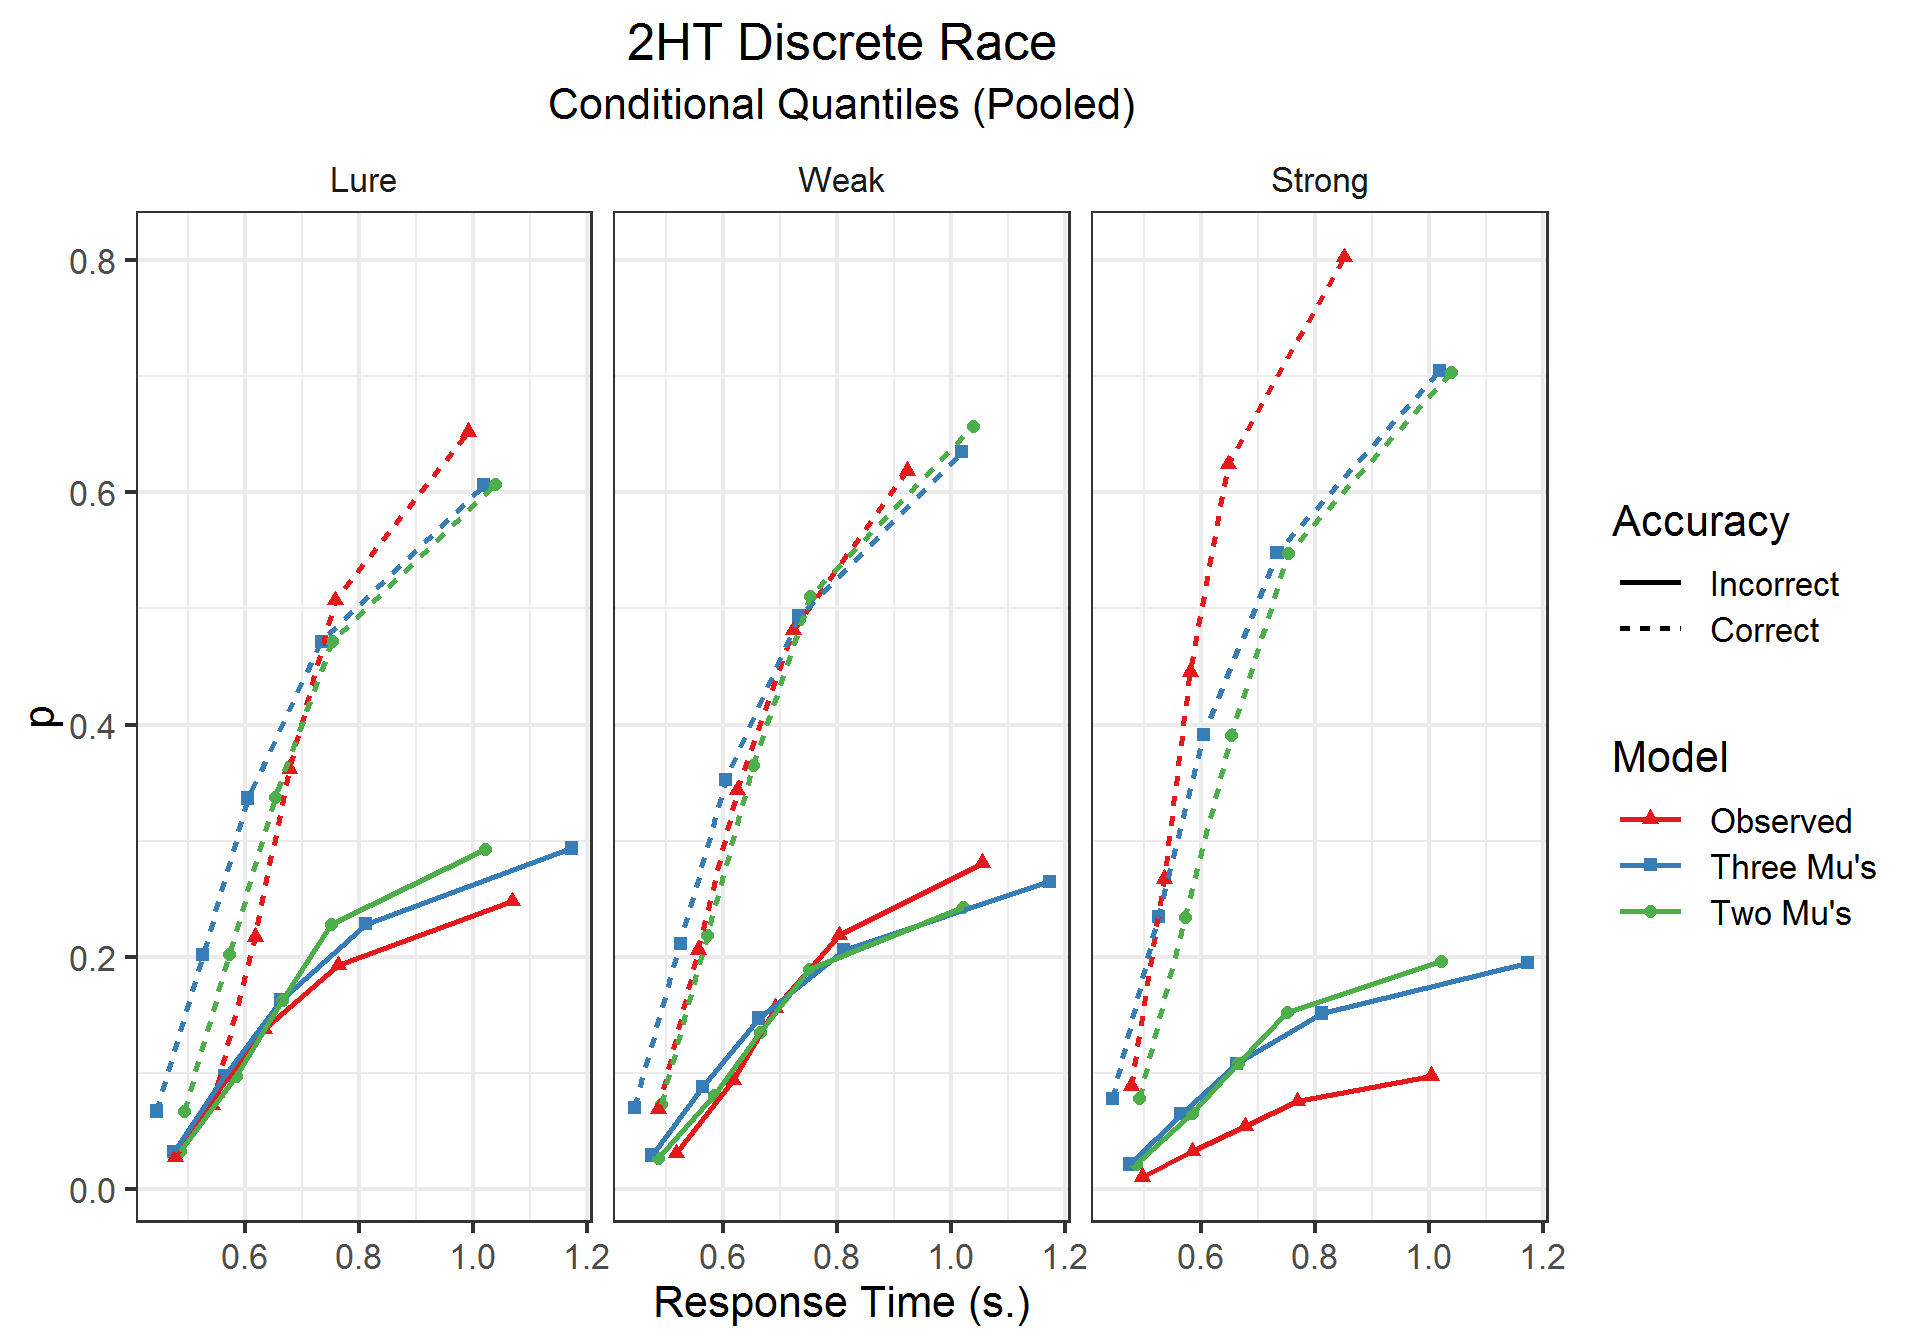 2HT Discrete Race
Conditional Quantiles (Pooled)
Lure
Weak
Strong
0.8
0.6
0.4
0.2
0.0
p
0.6 0.8 1.0 1.2
0.6 0.8 1.0 1.2
0.6 0.8 1.0 1.2
Response Time (s.)
Accuracy
Incorrect
Correct
Model
Observed
Three Mu's
Two Mu's